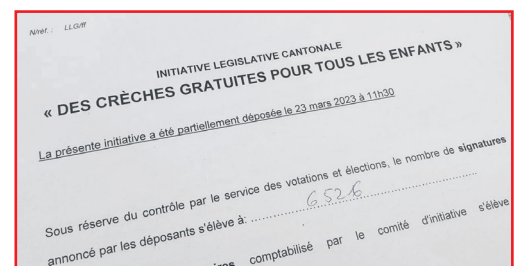 N/réf. : LLG/ff
INITIATIVE LEGISLATIVE CANTONALE
« DES CRÈCHES GRATUITES POUR TOUS LES ENFANTS »
La présente initiative a été partiellement déposée le 23 mars 2023 à 11h30
Sous réserve du contrôle par le service des votations et élections, le nombre de signatures
annoncé par les déposants s'élève à: .......6 5216.......
comptabilisé par le comité d'initiative s'élève